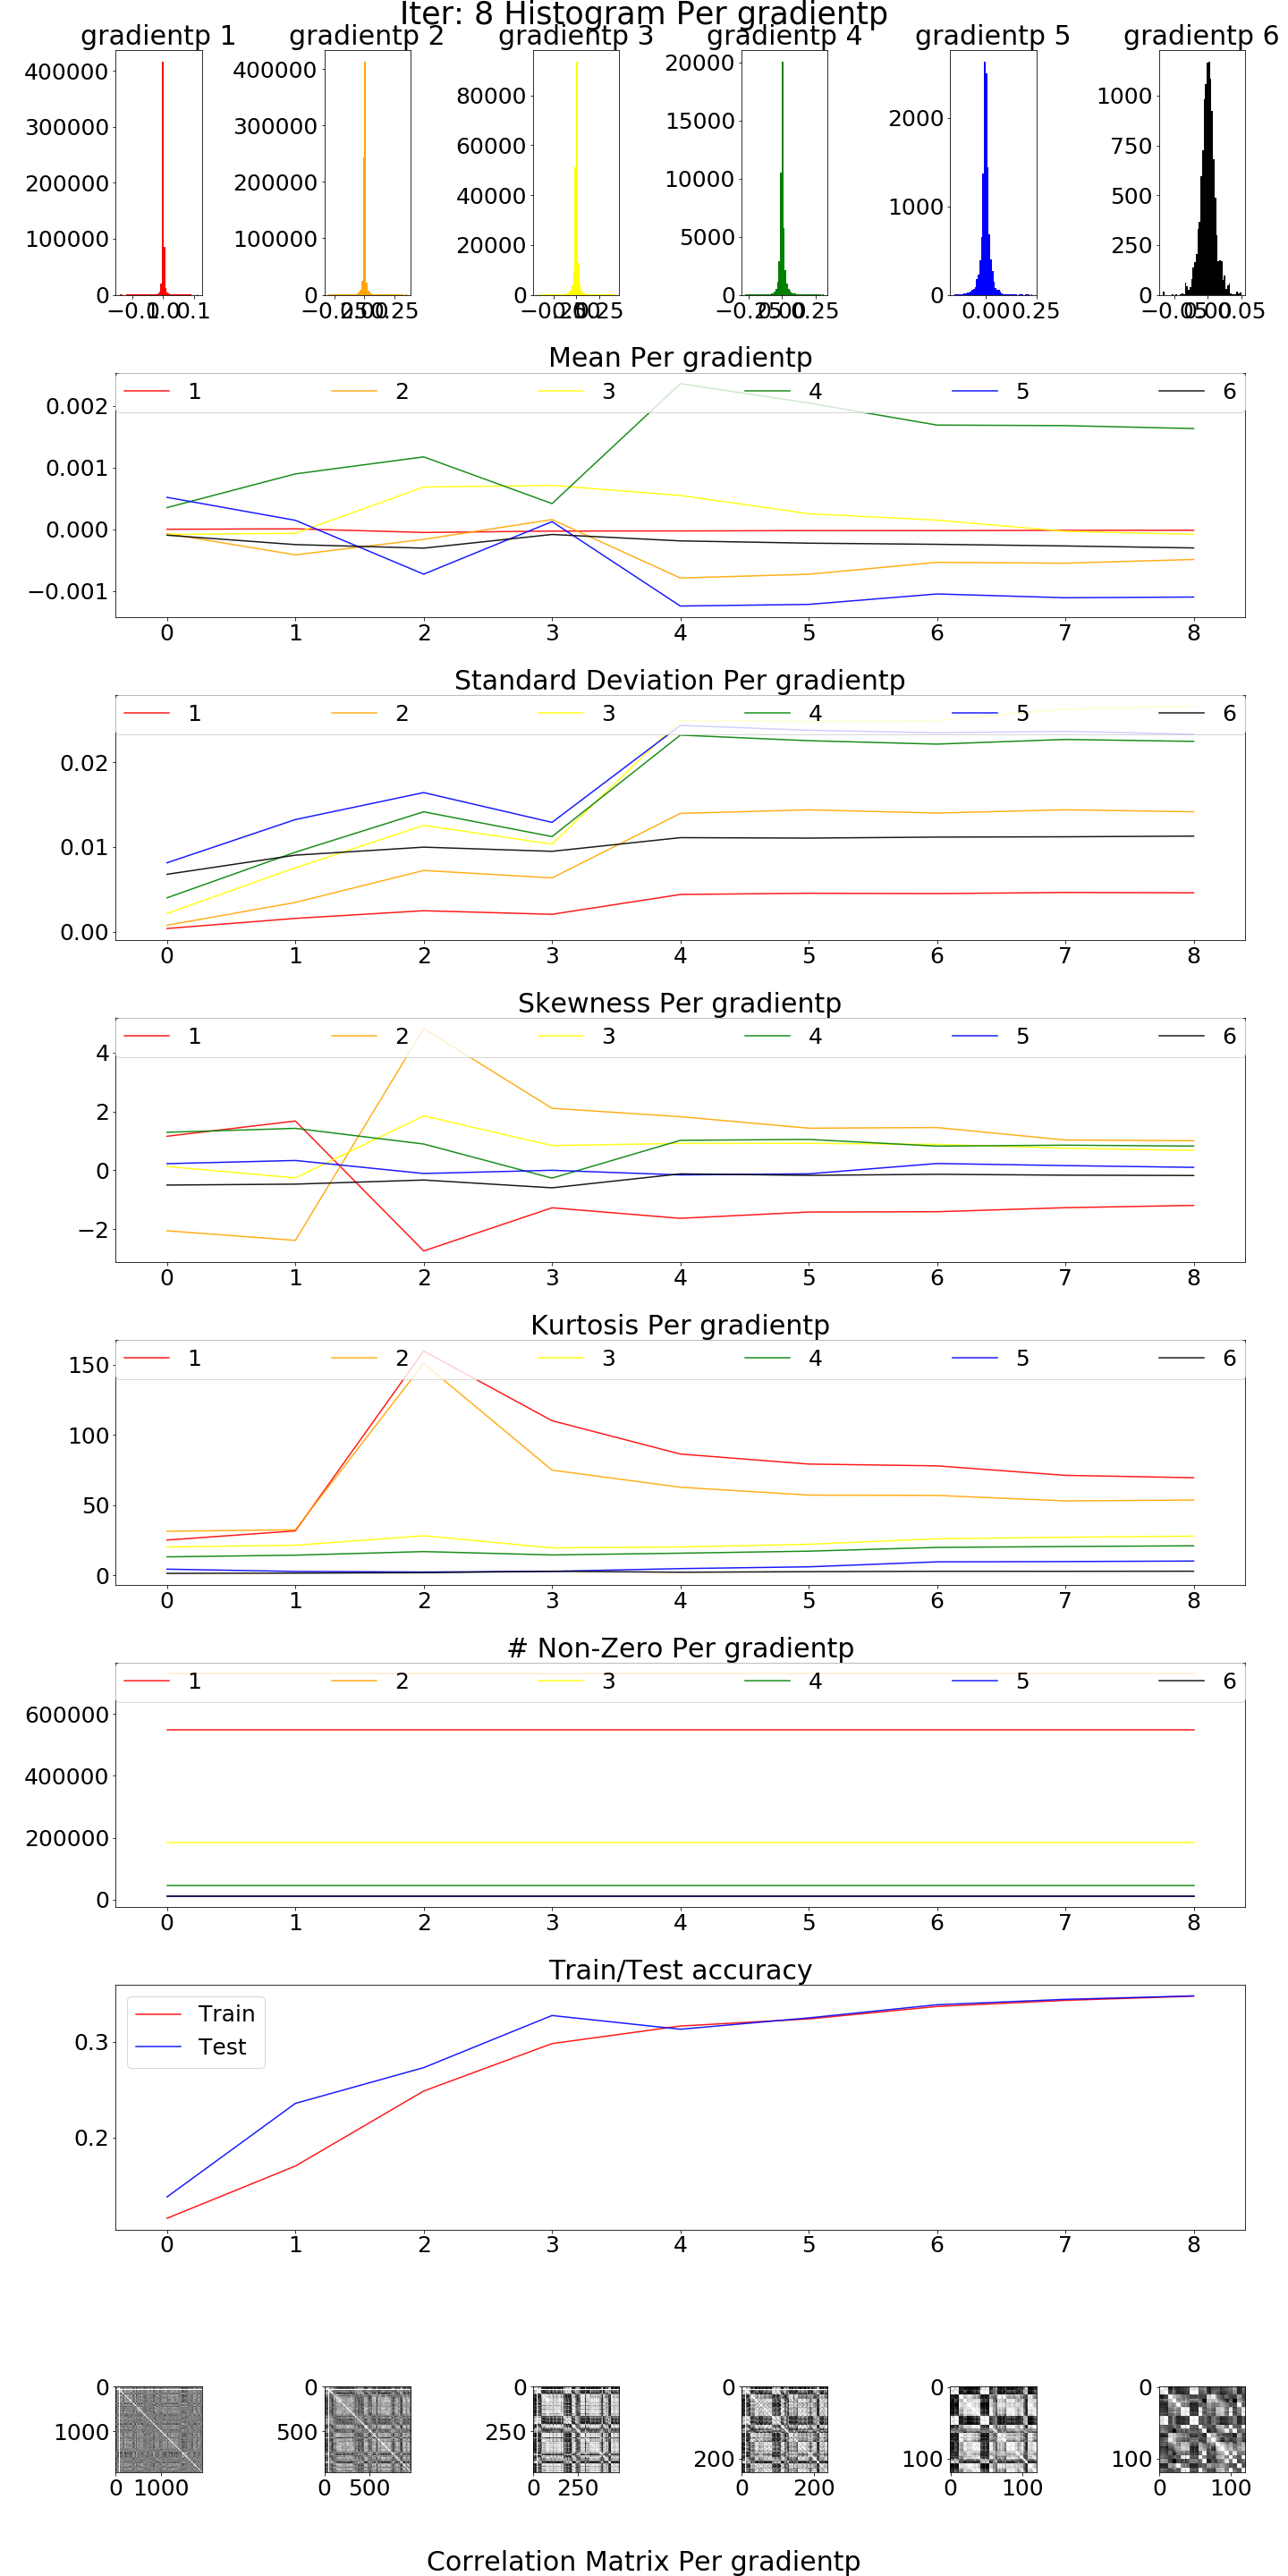 Iter: 8 Histogram Per gradientp
gradientp 1 gradientp 2 gradientp 3 gradientp 4 gradientp 5 gradientp 6
400000 300000 200000 100000 0
400000 300000 200000 100000 0
80000 60000 40000 20000 0
20000 15000 10000 5000 0
2000 1000 0
1000 750 500 250 0
Mean Per gradientp
1 2 3 4 5 6
0.002
0.001
0.000
−0.001
0 1 2 3 4 5 6 7 8
Standard Deviation Per gradientp
1 2 3 4 5 6
0.02
0.01
0.00
0 1 2 3 4 5 6 7 8
Skewness Per gradientp
1 2 3 4 5 6
4
2
0
−2
0 1 2 3 4 5 6 7 8
Kurtosis Per gradientp
1 2 3 4 5 6
150
100
50
0
0 1 2 3 4 5 6 7 8
# Non-Zero Per gradientp
1 2 3 4 5 6
600000
400000
200000
0
0 1 2 3 4 5 6 7 8
Train/Test accuracy
Train
Test
0.3
0.2
0 1 2 3 4 5 6 7 8
0 0 0 0 0 0
1000 500 250 200 100 100
0 1000 0 500 0 250 0 200 0 100 0 100
Correlation Matrix Per gradientp